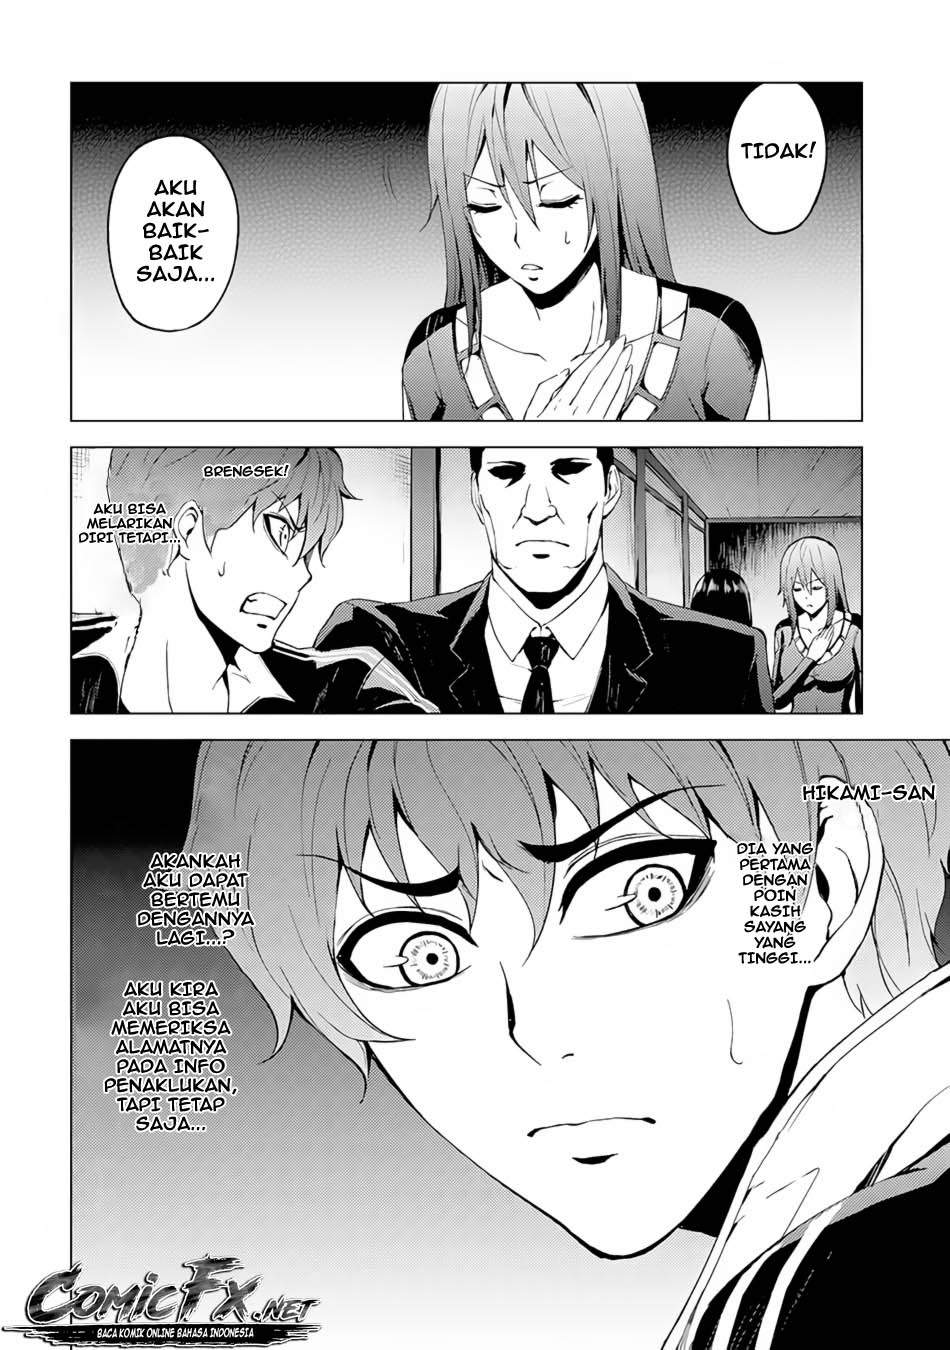 TIDAK!
AKU
AKAN
BAIK-
BAIK
SAJA...
BRENGSEK!
AKU BISA
MELARIKAN
DIRI TETAPI...
HIKAMI-SAN
DIA YANG
PERTAMA
DENGAN
POIN
KASIH
SAYANG
YANG
TINGGI...
AKANKAH
AKU DAPAT
BERTEMU
DENGANNYA
LAGI...?
AKU KIRA
AKU BISA
MEMERIKSA
ALAMATNYA
PADA INFO
PENAKLUKAN,
TAPI TETAP
SAJA...
COMICFX.NET
BACA KOMIK ONLINE BAHASA INDONESIA